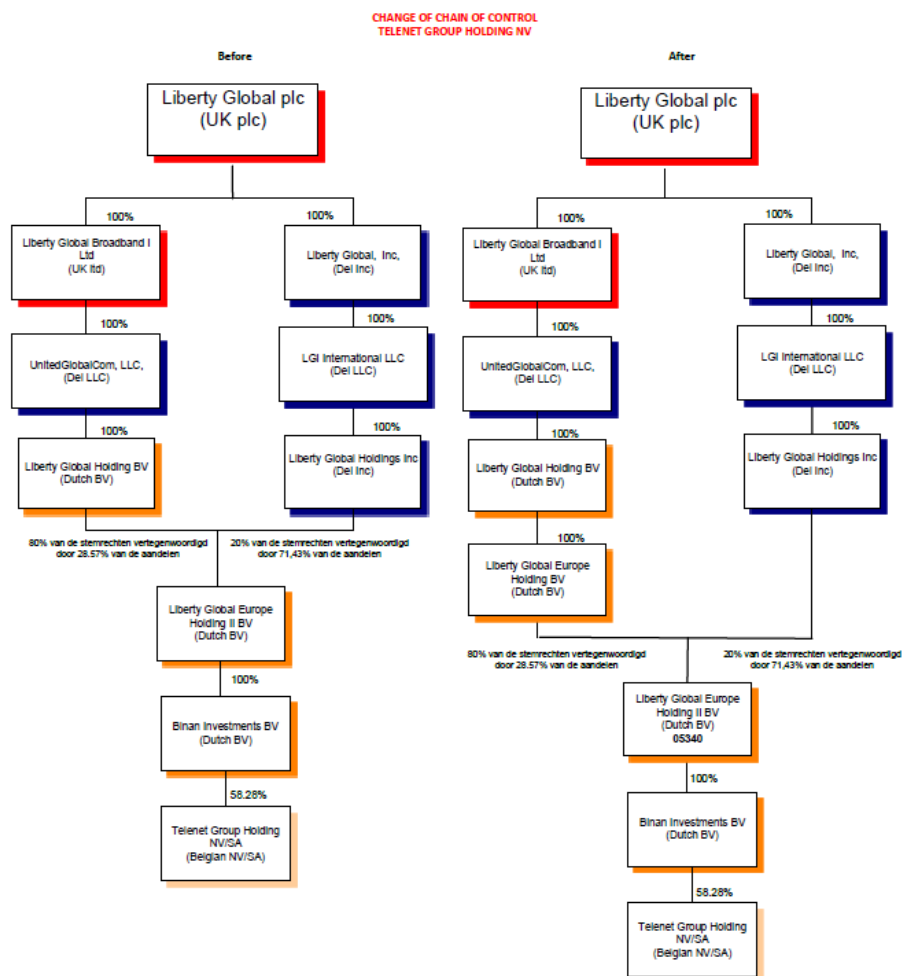 CHANGE OF CHAIN OF CONTROL
TELENET GROUP HOLDING NV
Before
Liberty Global plc
(UK plc)
100%
100%
Liberty Global Broadband I
Ltd
(UK ltd)
Liberty Global, Inc,
(Del Inc)
100%
100%
UnitedGlobalCom, LLC,
(Del LLC)
LGI International LLC
(Del LLC)
100%
100%
Liberty Global Holding BV
(Dutch BV)
Liberty Global Holdings Inc
(Del Inc)
80% van de stemrechten vertegenwoordigd
door 28.57% van de aandelen
20% van de stemrechten vertegenwoordigd
door 71,43% van de aandelen
Liberty Global Europe
Holding II BV
(Dutch BV)
100%
Binan Investments BV
(Dutch BV)
58.28%
Telenet Group Holding
NV/SA
(Belgian NV/SA)
After
Liberty Global plc
(UK plc)
100%
100%
Liberty Global Broadband I
Ltd
(UK ltd)
Liberty Global, Inc,
(Del Inc)
100%
100%
UnitedGlobalCom, LLC,
(Del LLC)
LGI International LLC
(Del LLC)
100%
100%
Liberty Global Holding BV
(Dutch BV)
Liberty Global Holdings Inc
(Del Inc)
100%
Liberty Global Europe
Holding BV
(Dutch BV)
80% van de stemrechten vertegenwoordigd
door 28.57% van de aandelen
20% van de stemrechten vertegenwoordigd
door 71,43% van de aandelen
Liberty Global Europe
Holding II BV
(Dutch BV)
05340
100%
Binan Investments BV
(Dutch BV)
58.28%
Telenet Group Holding
NV/SA
(Belgian NV/SA)